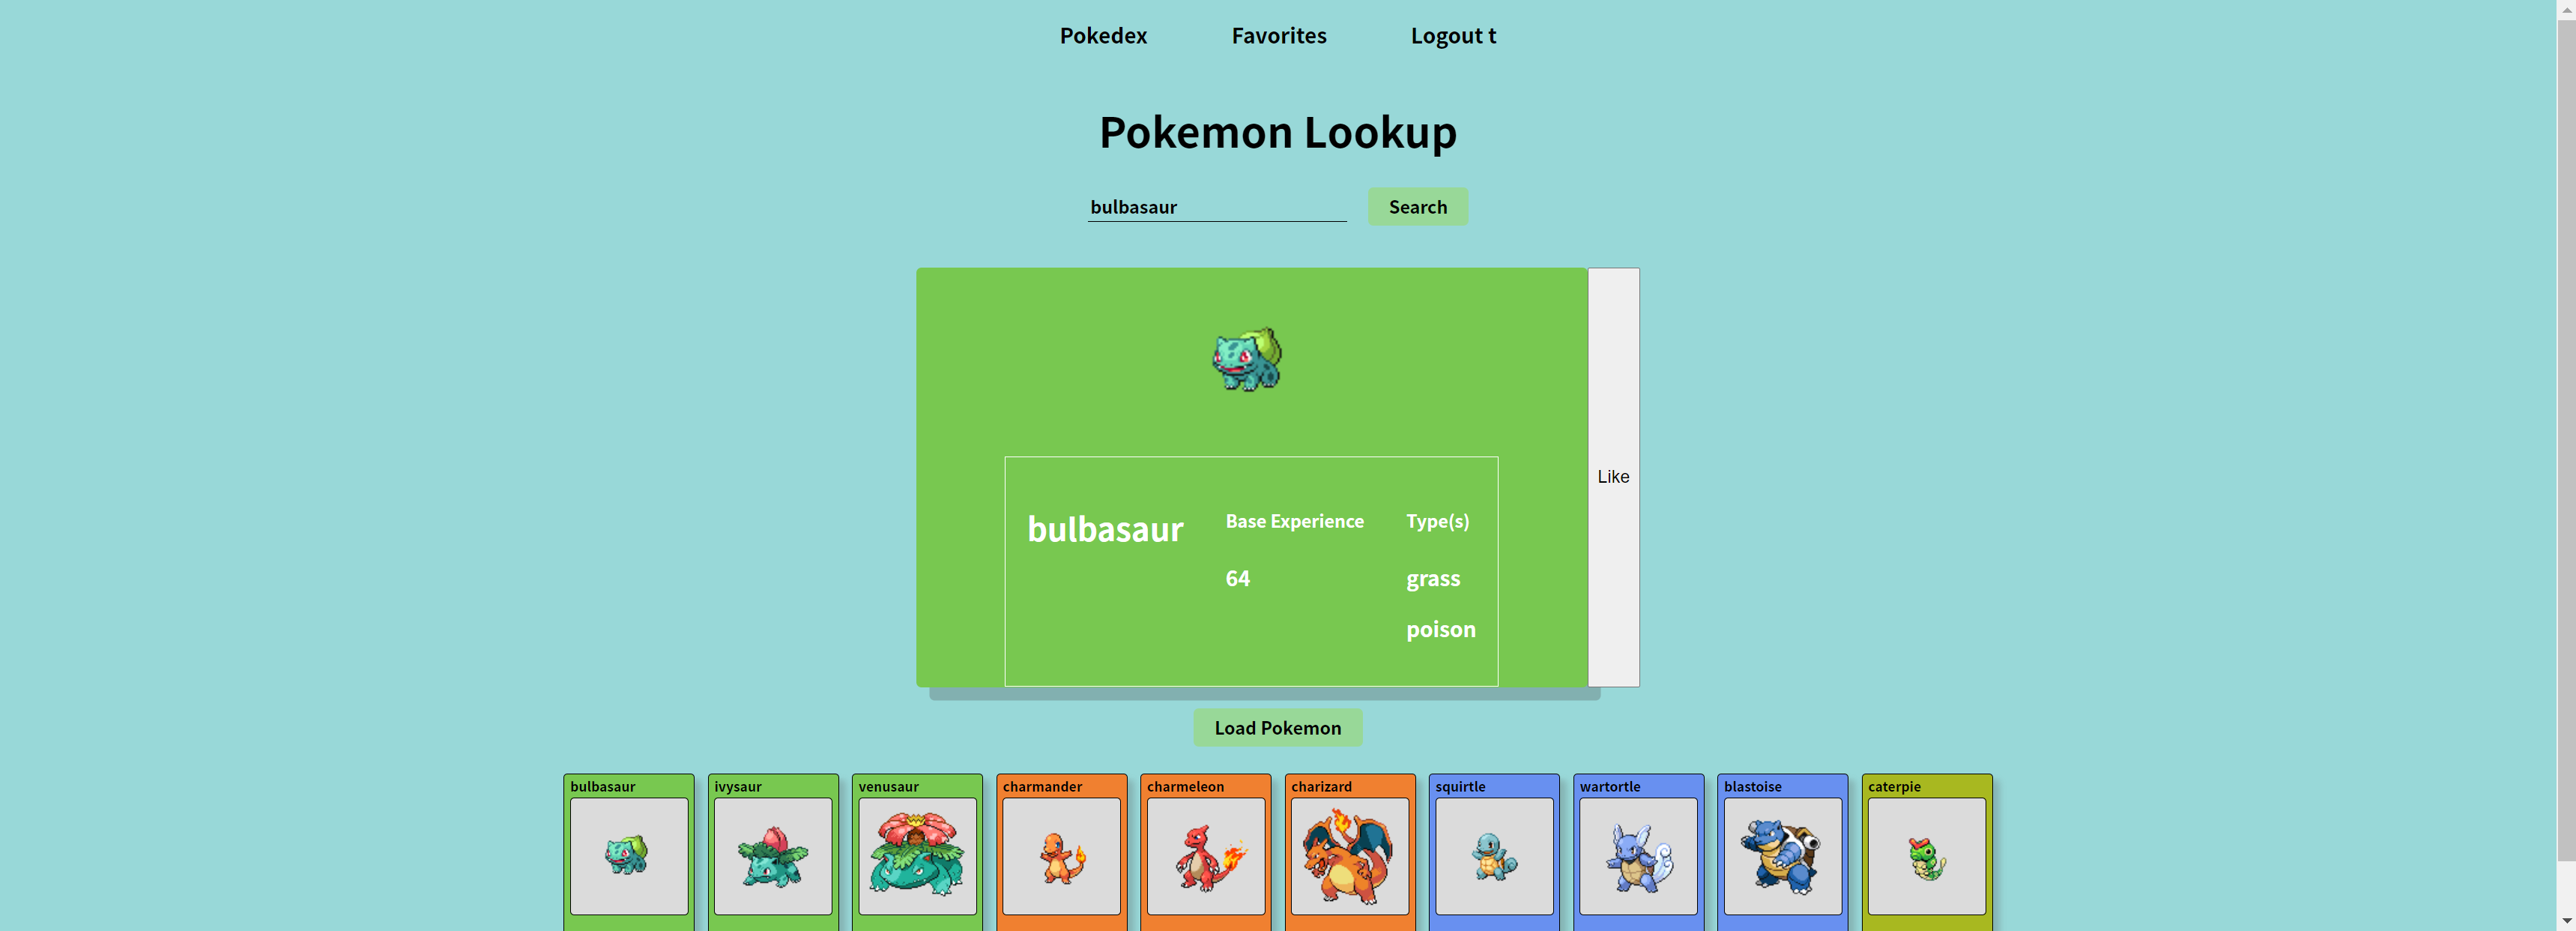 Pokedex Favorites Logout t
Pokemon Lookup
bulbasaur Search
Like
bulbasaur Base Experience Type(s)
64 grass
poison
Load Pokemon
bulbasaur ivysaur venusaur charmander charmeleon charizard squirtle wartortle blastoise caterpie